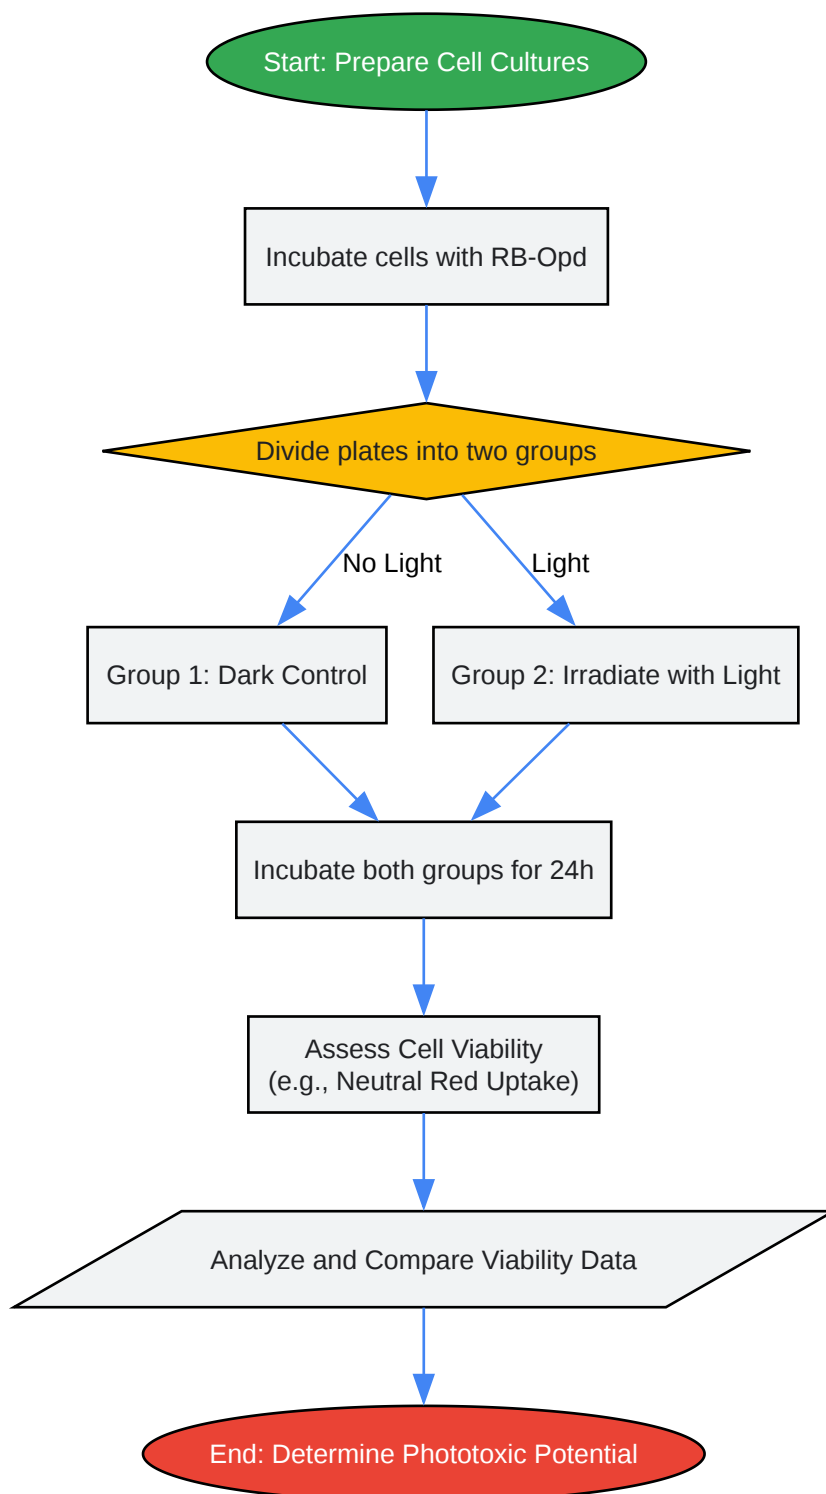 Start: Prepare Cell Cultures
Incubate cells with RB-Opd
Divide plates into two groups
No Light
Light
Group 1: Dark Control
Group 2: Irradiate with Light
Incubate both groups for 24h
Assess Cell Viability
(e.g., Neutral Red Uptake)
Analyze and Compare Viability Data
End: Determine Phototoxic Potential